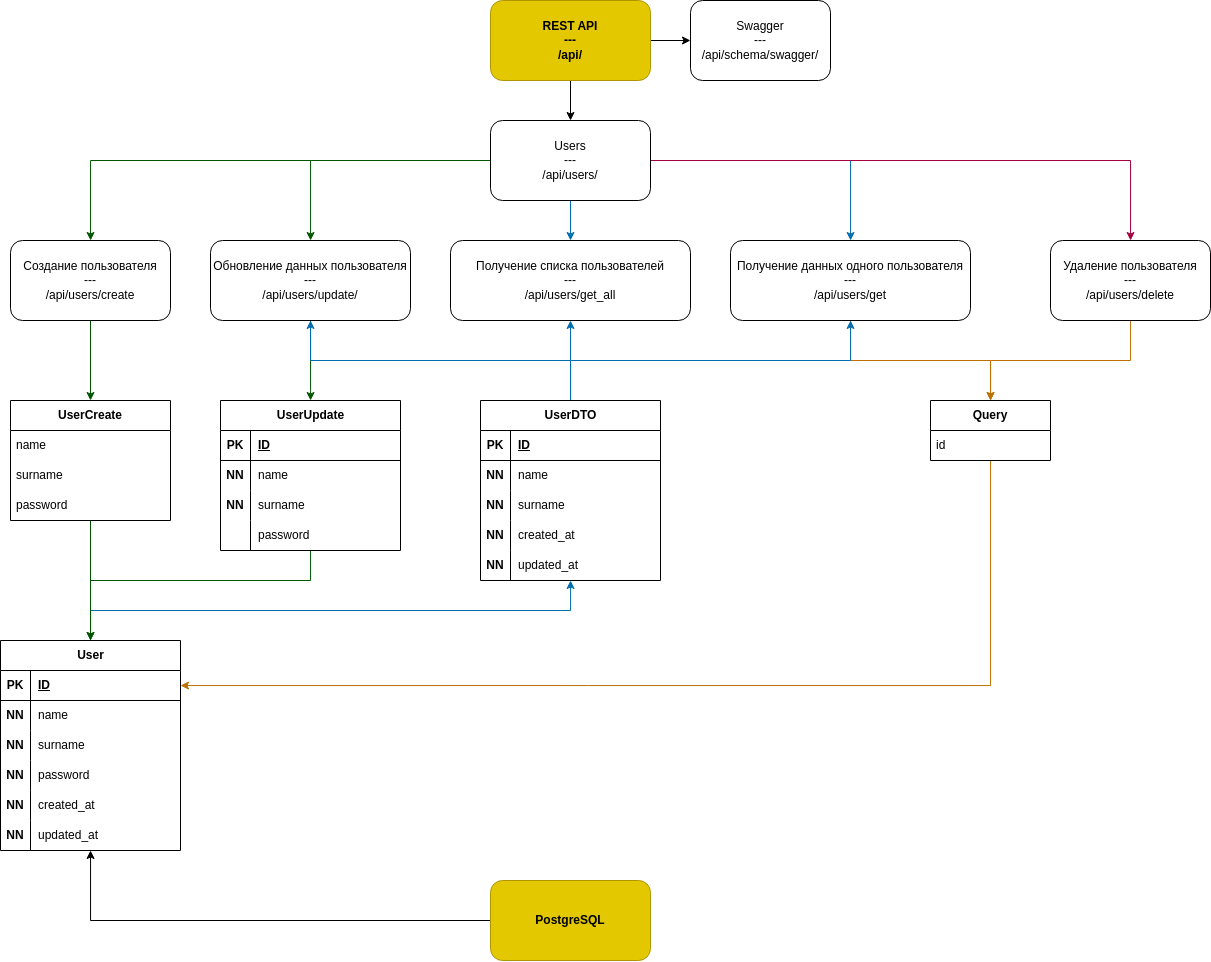 REST API
---
/api/
Swagger
---
/api/schema/swagger/
Users
---
/api/users/
Создание пользователя
---
/api/users/create
Обновление данных пользователя
---
/api/users/update/
Получение списка пользователей
---
/api/users/get_all
Получение данных одного пользователя
---
/api/users/get
Удаление пользователя
---
/api/users/delete
UserCreate
name
surname
password
UserUpdate
PK ID
NN name
NN surname
password
UserDTO
PK ID
NN name
NN surname
NN created_at
NN updated_at
Query
id
User
PK ID
NN name
NN surname
NN password
NN created_at
NN updated_at
PostgreSQL